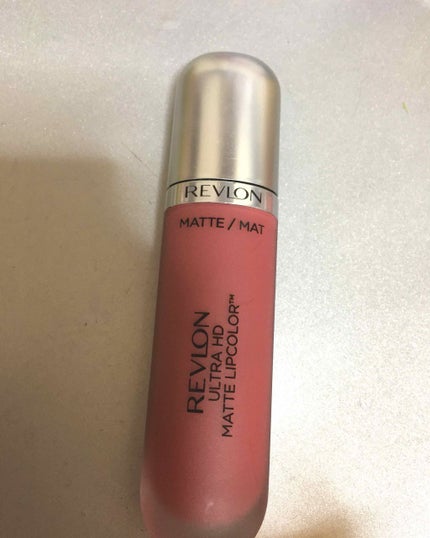 REVLON
MATTE / MAT
REVLON
ULTRA HD
MATTE LIPCOLOR™